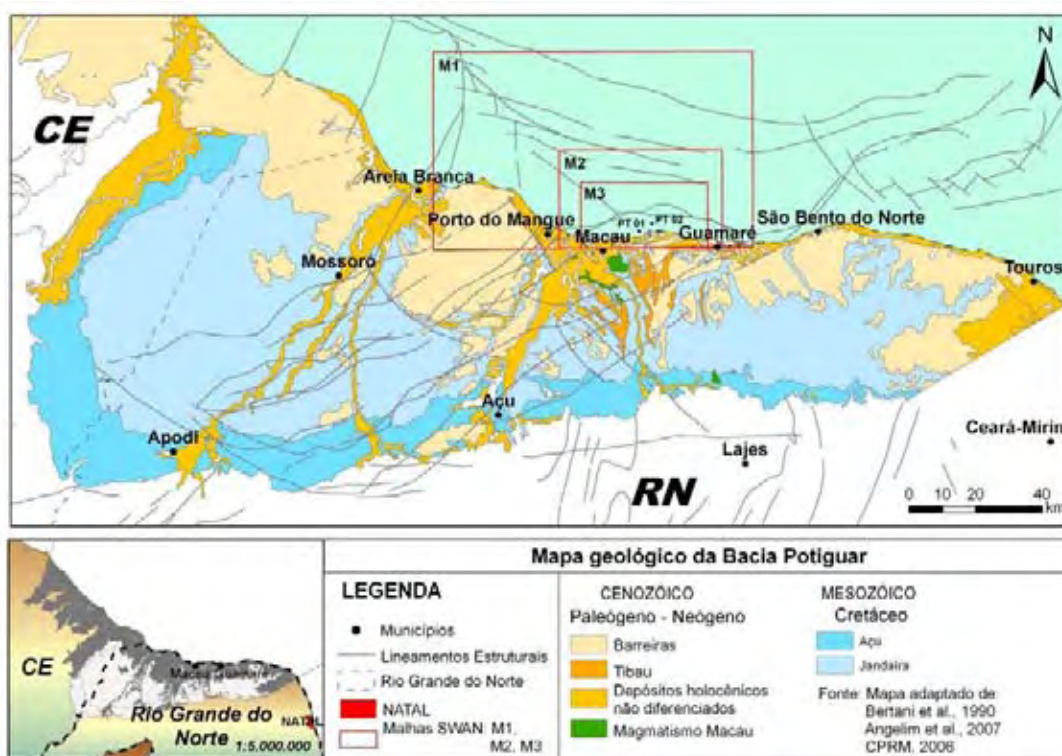 N
M1
CE
M2
Areia Branca
M3
PT 01
PT 02
São Bento do Norte
Porto do Mangue
Macau
Guamaré
Mossoro
Touros
Açu
Apodi
Lajes
Ceará-Mirin
RN
0 10 20 30 40
km
Mapa geológico da Bacia Potiguar
LEGENDA
Municípios
Lineamentos Estruturais
Rio Grande do Norte
NATAL
Malhas SWAN: M1,
M2, M3
CENOZÓICO
Paleógeno - Neógeno
Barreiras
Tibau
Depósitos holocênicos
não diferenciados
Magmatismo Macau
MESOZÓICO
Cretáceo
Açu
Jandaira
Fonte: Mapa adaptado de
Bertani et al., 1990
Angelim et al., 2007
CPRM, 2006
CE
Macau
Rio Grande do
Norte
NATAL
1:5.000.000